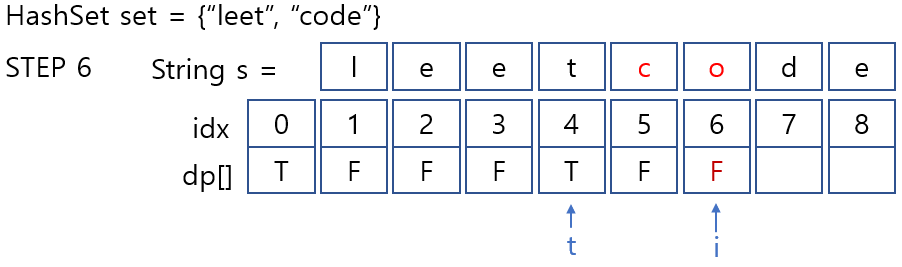 HashSet set = {“leet”, “code”}
STEP 6 String s = l e e t c o d e
idx 0 1 2 3 4 5 6 7 8
dp[] T F F F T F F
t i